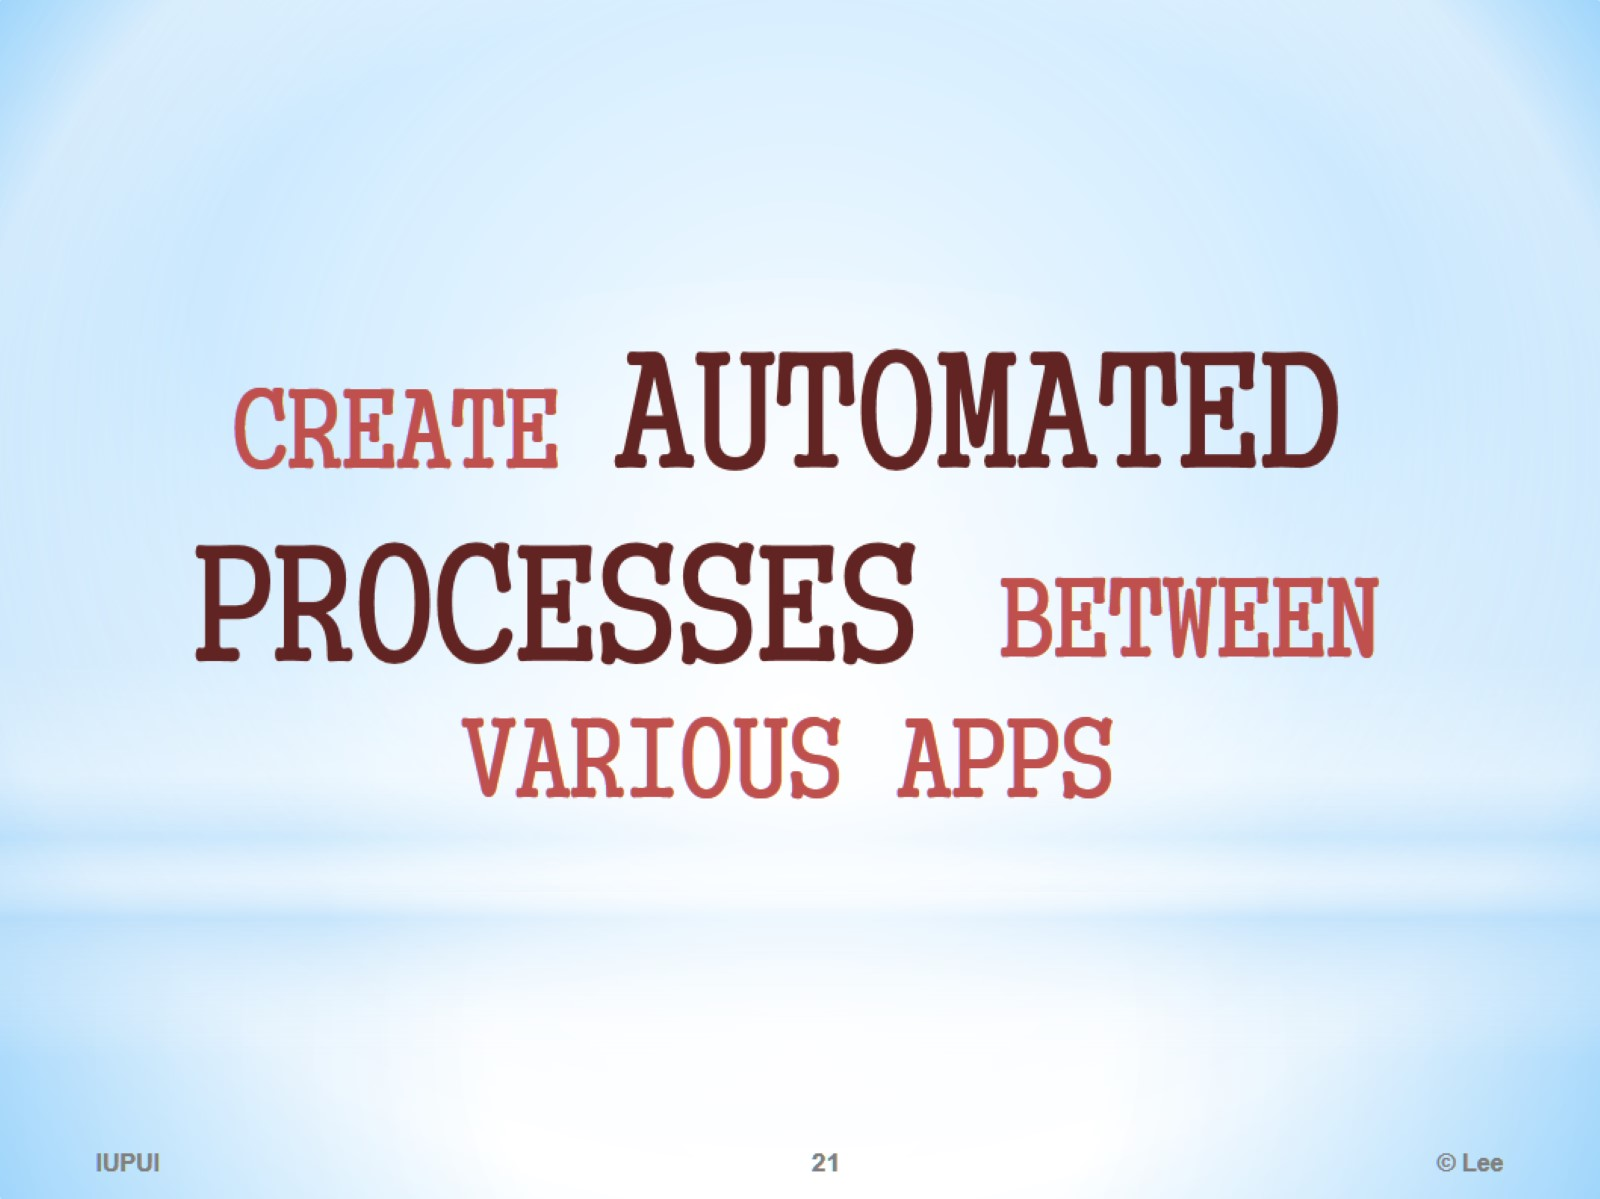 CREATE AUTOMATED
PROCESSES BETWEEN
VARIOUS APPS
IUPUI 21 © Lee